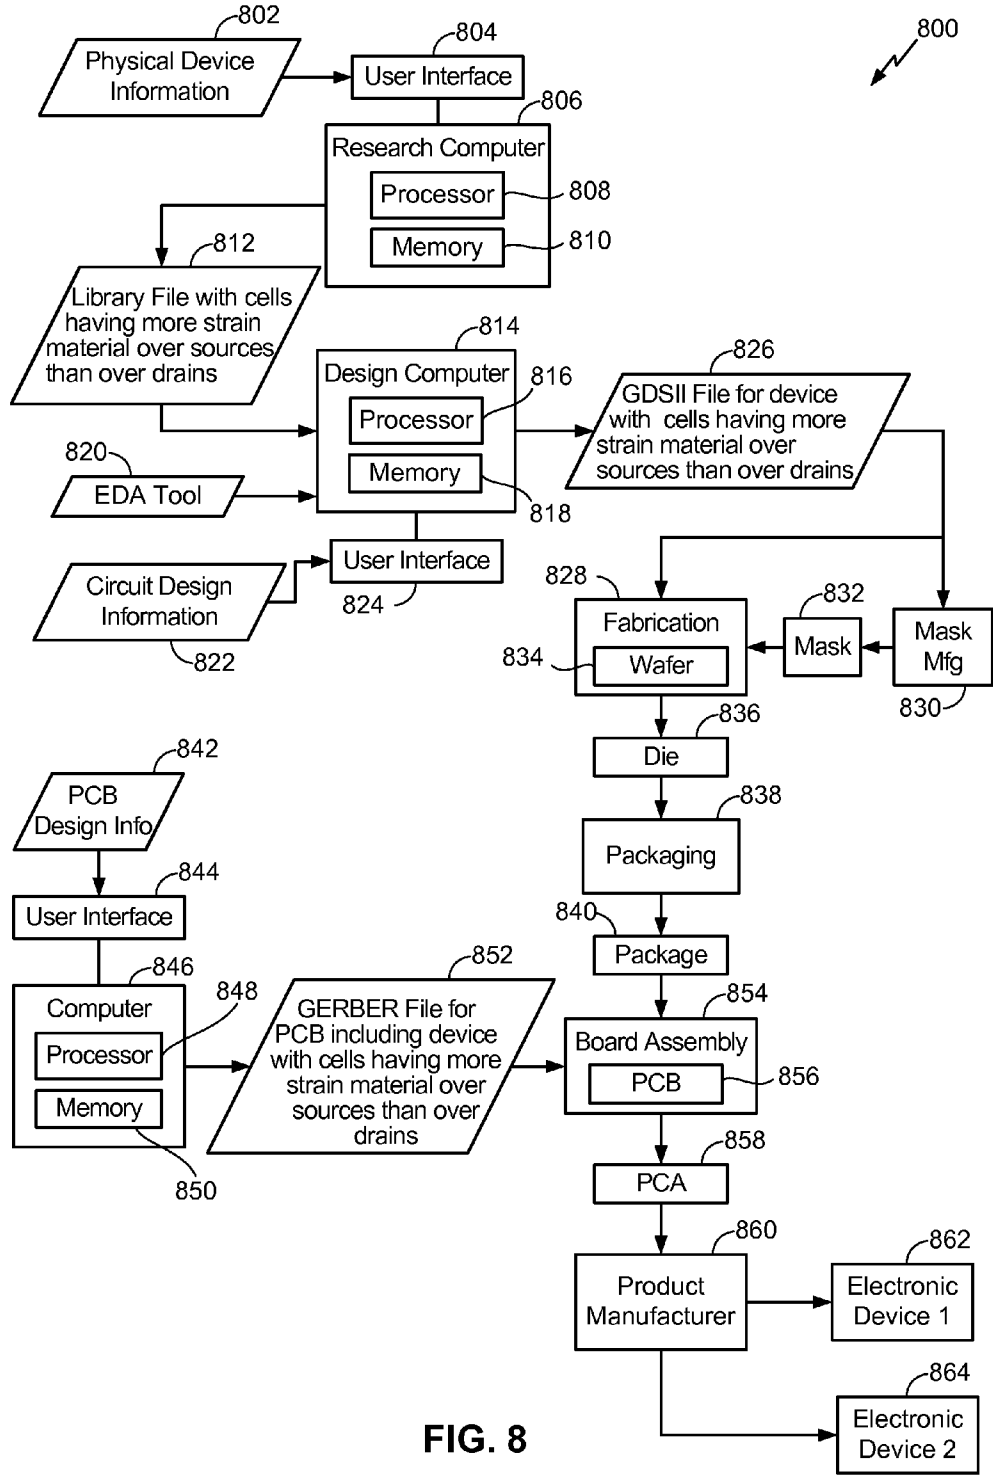 802
Physical Device
Information
804
User Interface
800
806
Research Computer
Processor
808
Memory
810
812
Library File with cells
having more strain
material over sources
than over drains
814
Design Computer
816
Processor
Memory
818
820
EDA Tool
826
GDSII File for device
with cells having more
strain material over
sources than over drains
User Interface
824
Circuit Design
Information
822
828
Fabrication
834
Wafer
832
Mask
Mask
Mfg
830
836
Die
838
Packaging
840
Package
842
PCB
Design Info
844
User Interface
846
Computer
848
Processor
Memory
850
852
GERBER File for
PCB including device
with cells having more
strain material over
sources than over
drains
854
Board Assembly
PCB
856
858
PCA
860
Product
Manufacturer
862
Electronic
Device 1
864
Electronic
Device 2
FIG. 8